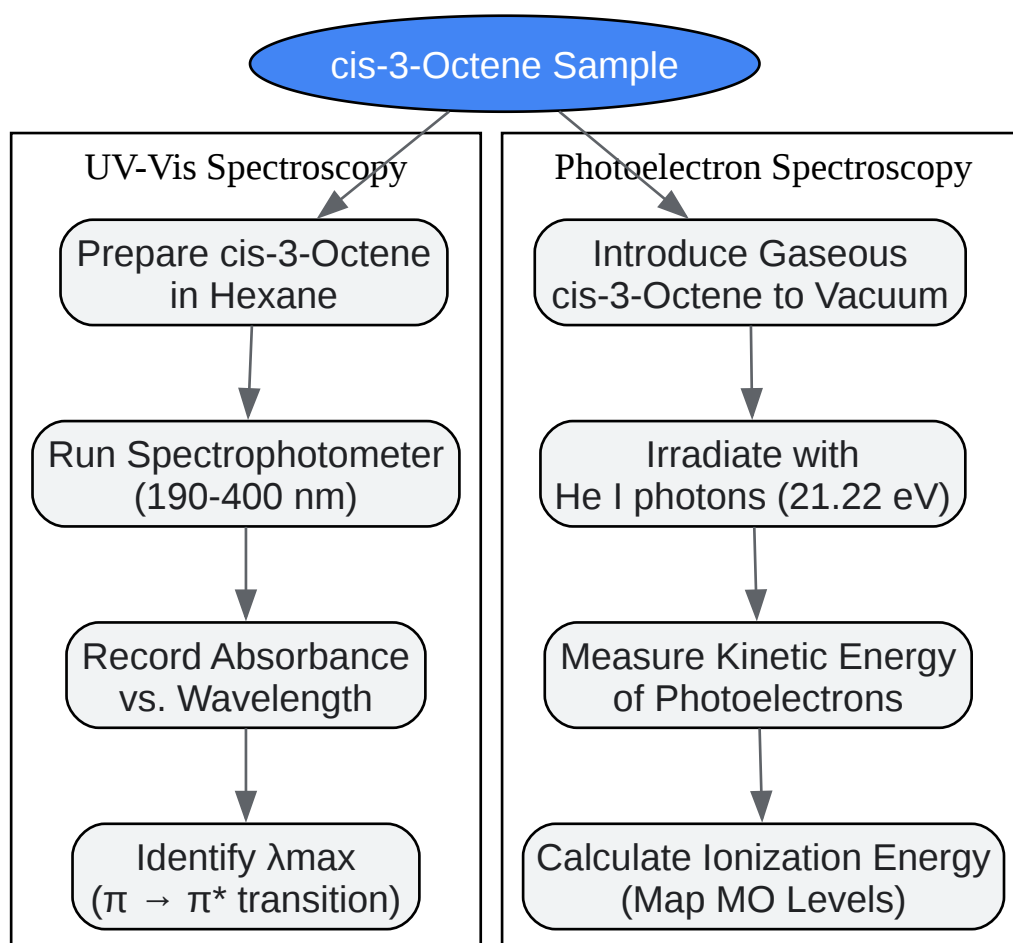 cis-3-Octene Sample
UV-Vis Spectroscopy
Prepare cis-3-Octene
in Hexane
Run Spectrophotometer
(190-400 nm)
Record Absorbance
vs. Wavelength
Identify λmax
(π → π* transition)
Photoelectron Spectroscopy
Introduce Gaseous
cis-3-Octene to Vacuum
Irradiate with
He I photons (21.22 eV)
Measure Kinetic Energy
of Photoelectrons
Calculate Ionization Energy
(Map MO Levels)